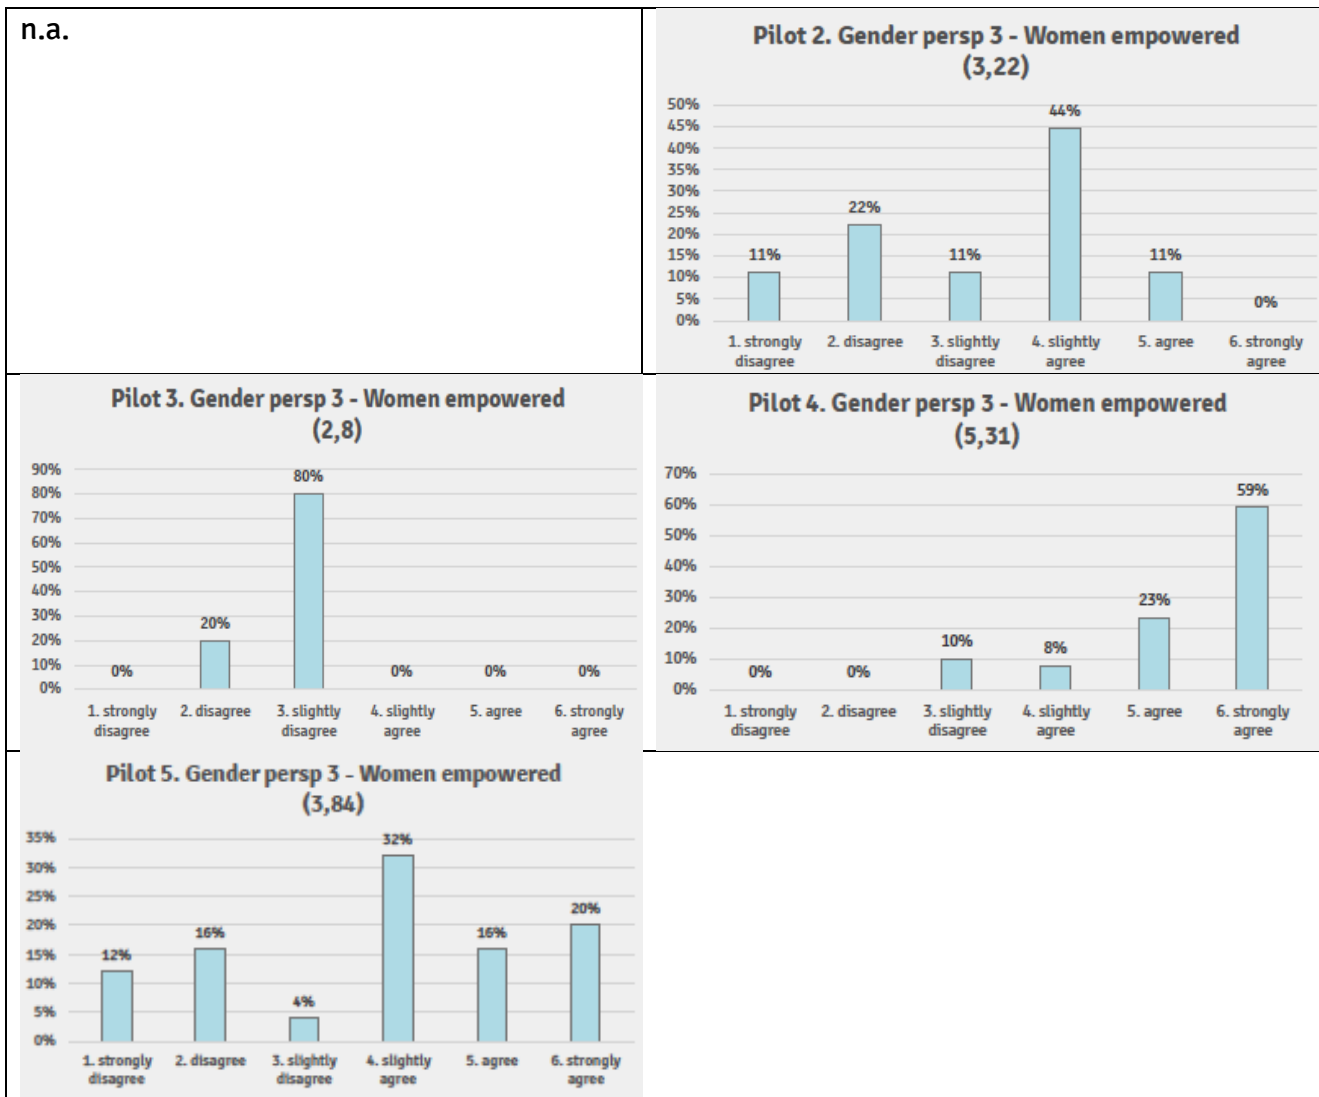 n.a.
Pilot 2. Gender persp 3 - Women empowered
(3,22)
50%
45%
40%
35%
30%
25%
20%
15%
10%
5%
0%
11%
22%
11%
44%
11%
0%
1. strongly disagree
2. disagree
3. slightly disagree
4. slightly agree
5. agree
6. strongly agree
Pilot 3. Gender persp 3 - Women empowered
(2,8)
90%
80%
70%
60%
50%
40%
30%
20%
10%
0%
0%
20%
80%
0%
0%
0%
1. strongly disagree
2. disagree
3. slightly disagree
4. slightly agree
5. agree
6. strongly agree
Pilot 4. Gender persp 3 - Women empowered
(5,31)
70%
60%
50%
40%
30%
20%
10%
0%
0%
0%
10%
8%
23%
59%
1. strongly disagree
2. disagree
3. slightly disagree
4. slightly agree
5. agree
6. strongly agree
Pilot 5. Gender persp 3 - Women empowered
(3,84)
35%
30%
25%
20%
15%
10%
5%
0%
12%
16%
4%
32%
16%
20%
1. strongly disagree
2. disagree
3. slightly disagree
4. slightly agree
5. agree
6. strongly agree